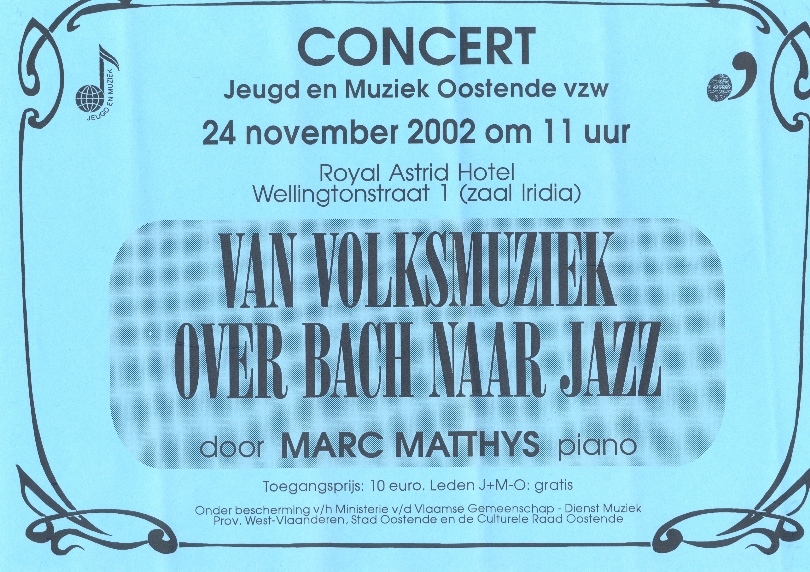 CONCERT
Jeugd en Muziek Oostende vzw
24 november 2002 om 11 uur
Royal Astrid Hotel
Wellingtonstraat 1 (zaal Iridia)
VAN VOLKSMUZIEK
OVER BACH NAAR JAZZ
door MARC MATTHYS piano
Toegangsprijs: 10 euro. Leden J+M-O: gratis
Onder bescherming v/h Ministerie v/d Vlaamse Gemeenschap - Dienst Muziek
Prov. West-Vlaanderen, Stad Oostende en de Culturele Raad Oostende
JEUGD EN MUZIEK